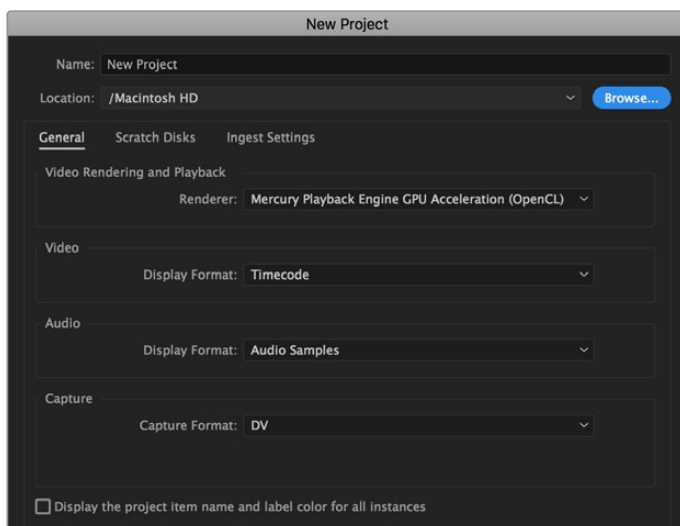 New Project
Name: New Project
Location: /Macintosh HD Browse...
General Scratch Disks Ingest Settings
Video Rendering and Playback
Renderer: Mercury Playback Engine GPU Acceleration (OpenCL)
Video
Display Format: Timecode
Audio
Display Format: Audio Samples
Capture
Capture Format: DV
Display the project item name and label color for all instances